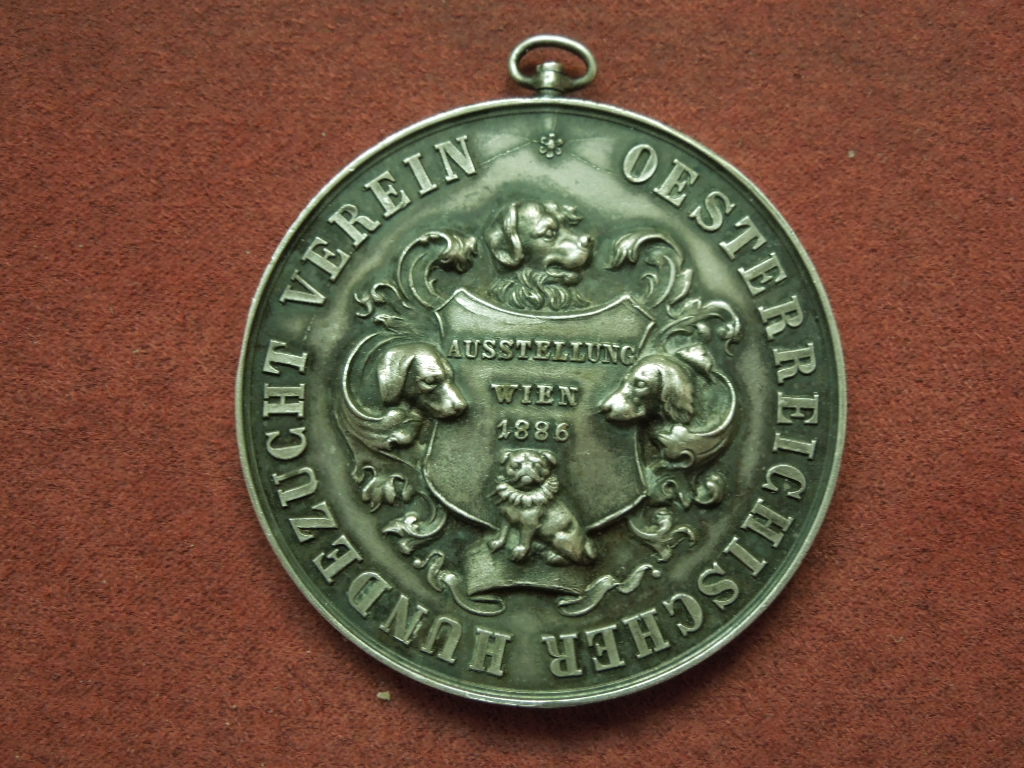 OESTERREICHISCHER HUNDEZUCHT VEREIN
AUSSTELLUNG
WIEN
1886